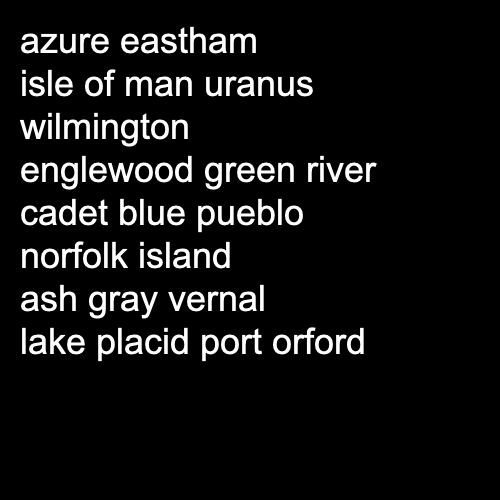 azure eastham
isle of man uranus
wilmington
englewood green river
cadet blue pueblo
norfolk island
ash gray vernal
lake placid port orford